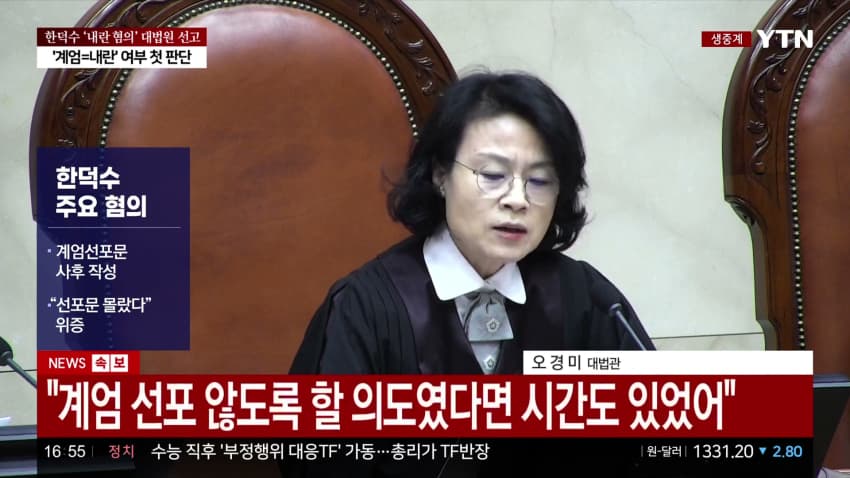 한덕수 '내란 혐의' 대법원 선고
'계엄=내란' 여부 첫 판단
생중계
YTN
한덕수
주요 혐의
· 계엄선포문
사후 작성
· “선포문 몰랐다”
위증
NEWS 속보
오경미 대법관
"계엄 선포 않도록 할 의도였다면 시간도 있었어"
16:55 정치 수능 직후 '부정행위 대응TF' 가동…총리가 TF반장 원-달러 1331.20 ▼ 2.80